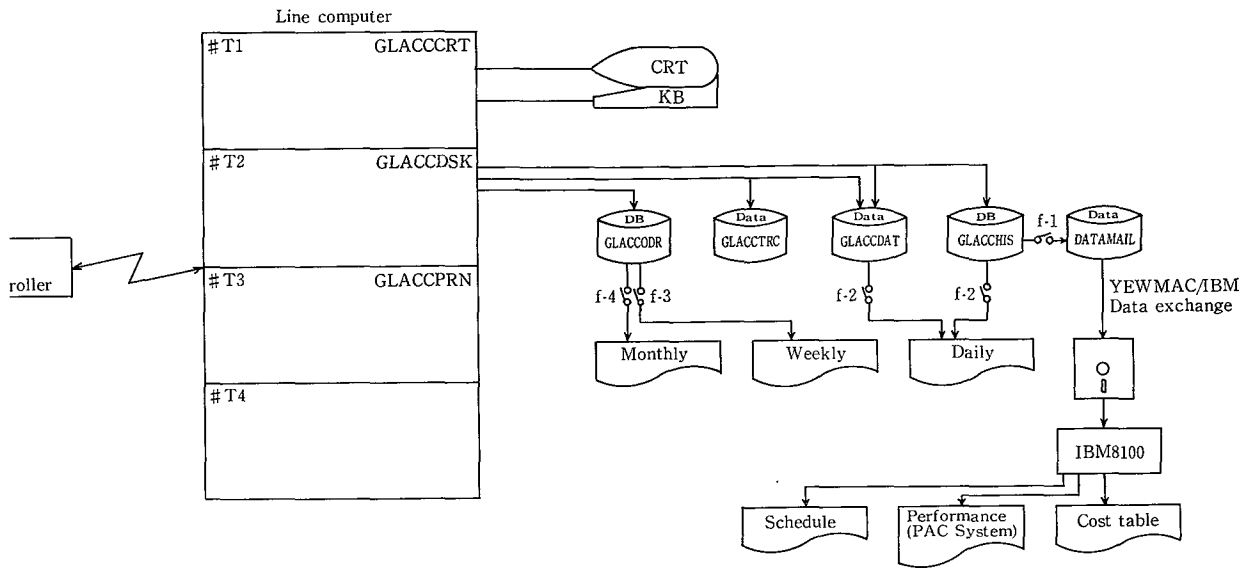 Line computer
#T1 GLACCCRT
CRT
KB
#T2 GLACCDSK
DB
GLACCODR
Data
GLACCTRC
Data
GLACCDAT
DB
GLACCHIS
f-1
Data
DATAMAIL
roller
#T3 GLACCPRN
f-4
f-3
f-2
f-2
YEWMAC/IBM
Data exchange
Monthly
Weekly
Daily
#T4
IBM8100
Schedule
Performance
(PAC System)
Cost table